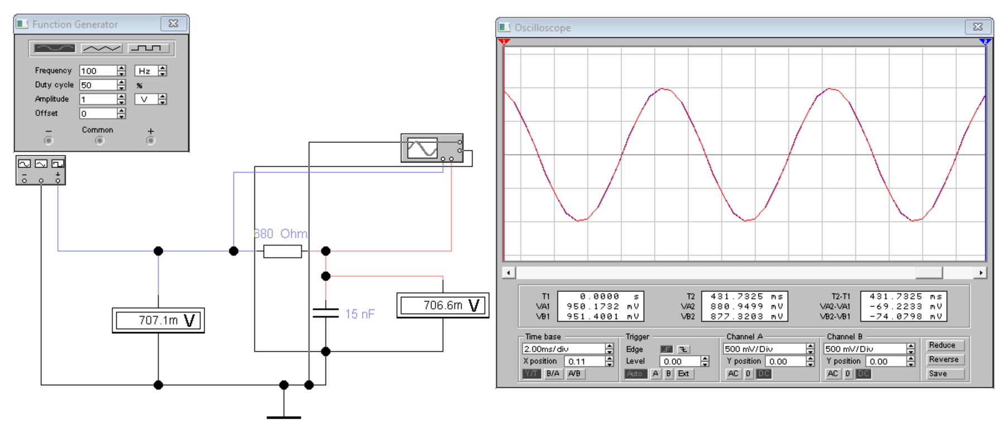 Function Generator
Frequency 100 Hz
Duty cycle 50 %
Amplitude 1 V
Offset 0
− Common +
− +
680 Ohm
15 nF
707.1m V
706.6m V
Oscilloscope
1 2
T1 0.0000 s T2 431.7325 ms T2-T1 431.7325 ms
VA1 950.1732 mV VA2 880.9499 mV VA2-VA1 -69.2233 mV
VB1 951.4001 mV VB2 877.3203 mV VB2-VB1 -74.0798 mV
Time base Trigger Channel A Channel B
2.00ms/div Edge 500 mV/Div 500 mV/Div Reduce
X position 0.11 Level 0.00 Y position 0.00 Y position 0.00 Reverse
Y/T B/A A/B Auto A B Ext AC 0 DC AC 0 DC Save